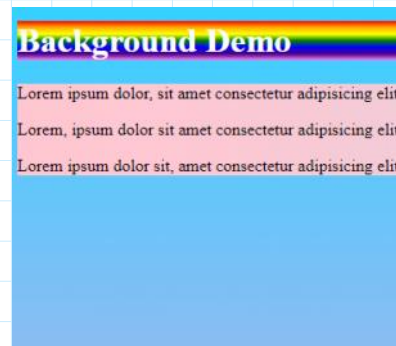 Background Demo
Lorem ipsum dolor, sit amet consectetur adipisicing elit
Lorem, ipsum dolor sit amet consectetur adipisicing elit
Lorem ipsum dolor sit, amet consectetur adipisicing elit